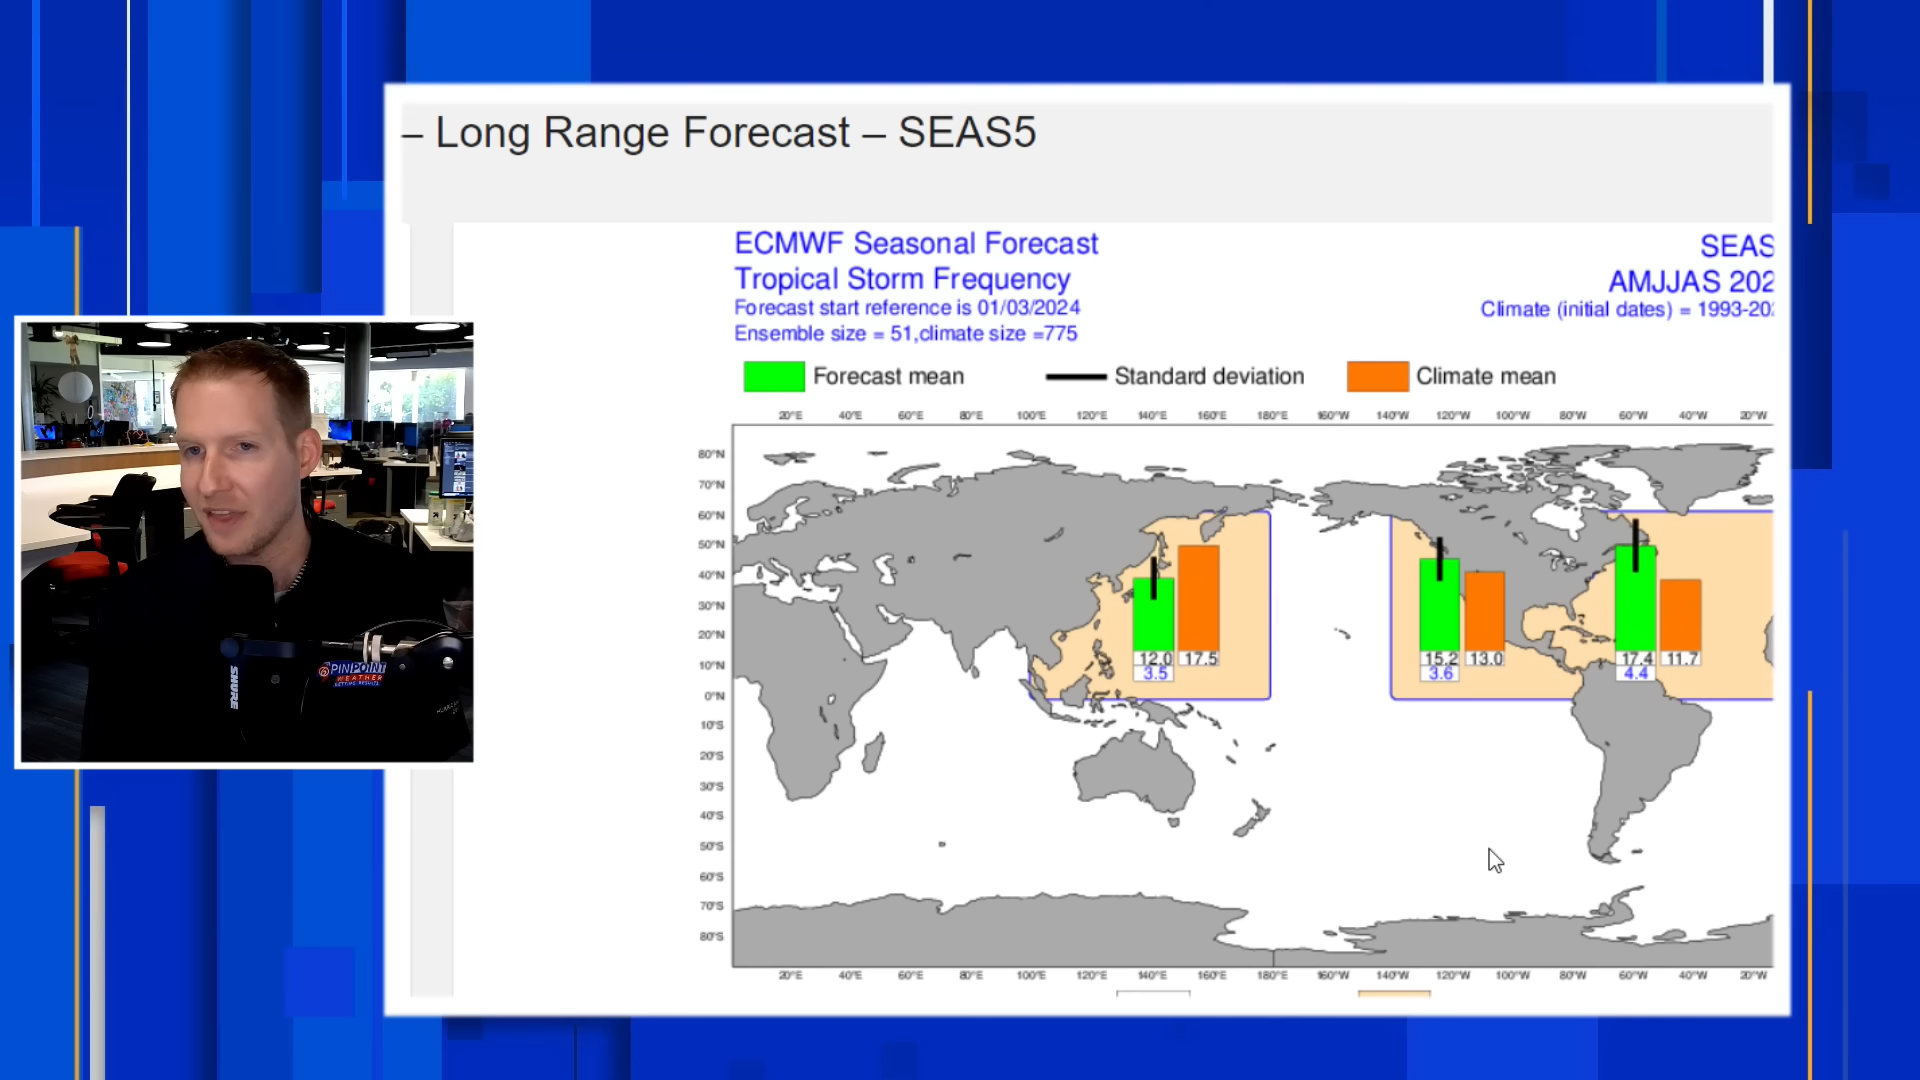 – Long Range Forecast – SEAS5
ECMWF Seasonal Forecast
Tropical Storm Frequency
Forecast start reference is 01/03/2024
Ensemble size = 51,climate size =775
SEAS
AMJJAS 202
Climate (initial dates) = 1993-20
Forecast mean
Standard deviation
Climate mean
20°E 40°E 60°E 80°E 100°E 120°E 140°E 160°E 180°E 160°W 140°W 120°W 100°W 80°W 60°W 40°W 20°W
80°N
70°N
60°N
50°N
40°N
30°N
20°N
10°N
0°N
10°S
20°S
30°S
40°S
50°S
60°S
70°S
80°S
12.0 17.5
3.5
15.2 13.0
3.6
17.4 11.7
4.4
20°E 40°E 60°E 80°E 100°E 120°E 140°E 160°E 180°E 160°W 140°W 120°W 100°W 80°W 60°W 40°W 20°W
SHURE
PINPOINT
WEATHER
GETTING RESULTS